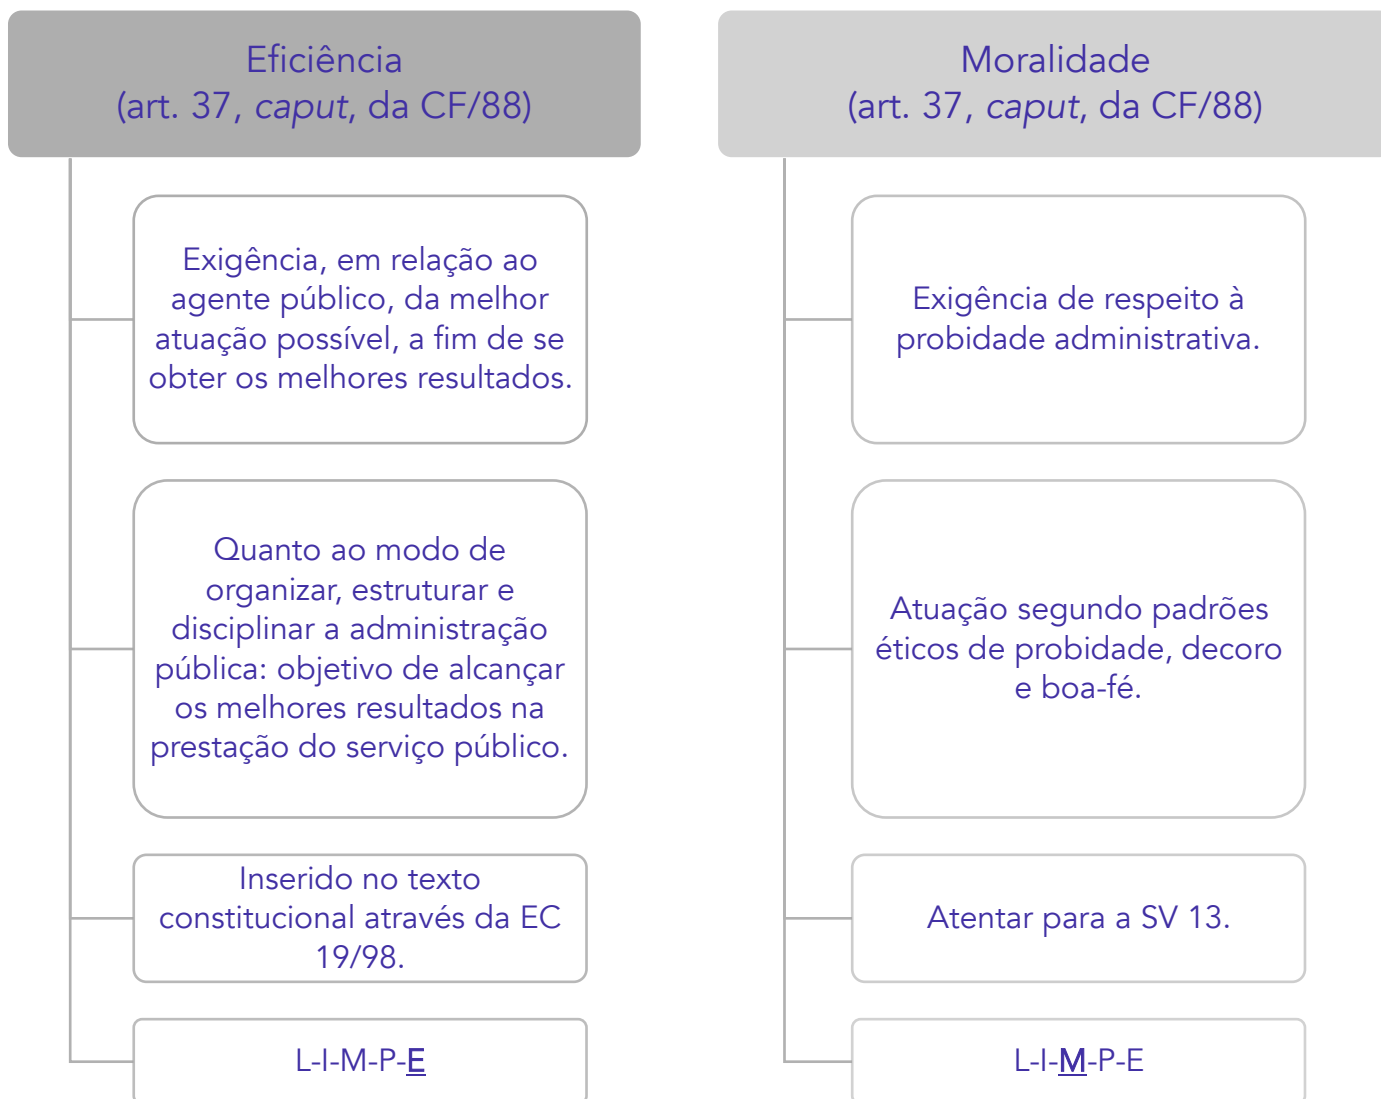 Eficiência
(art. 37, caput, da CF/88)
Exigência, em relação ao
agente público, da melhor
atuação possível, a fim de se
obter os melhores resultados.
Quanto ao modo de
organizar, estruturar e
disciplinar a administração
pública: objetivo de alcançar
os melhores resultados na
prestação do serviço público.
Inserido no texto
constitucional através da EC
19/98.
L-I-M-P-E
Moralidade
(art. 37, caput, da CF/88)
Exigência de respeito à
probidade administrativa.
Atuação segundo padrões
éticos de probidade, decoro
e boa-fé.
Atentar para a SV 13.
L-I-M-P-E